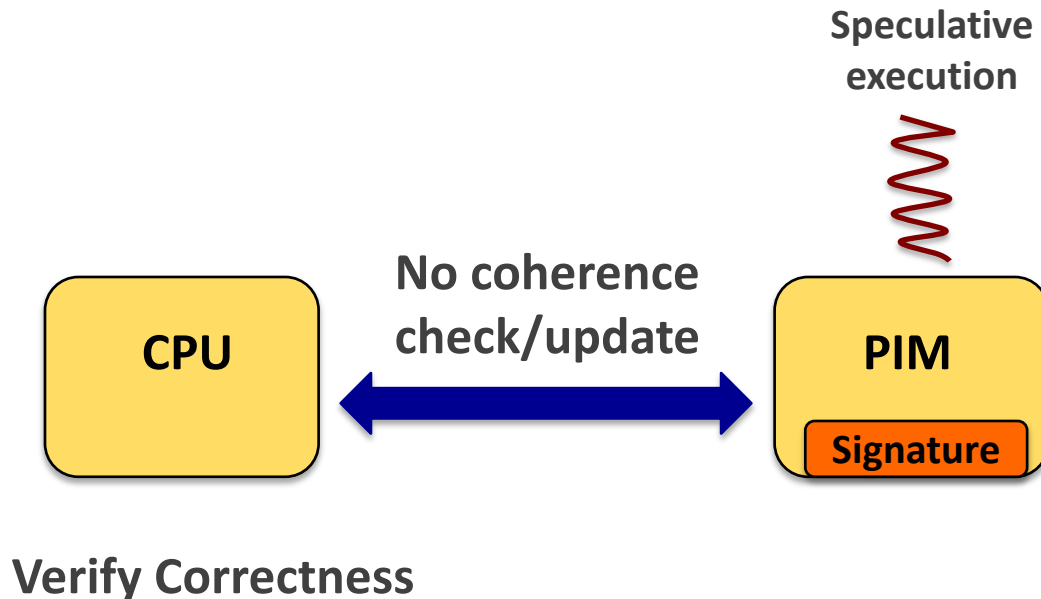 Speculative
execution
No coherence
check/update
CPU
PIM
Signature
Verify Correctness